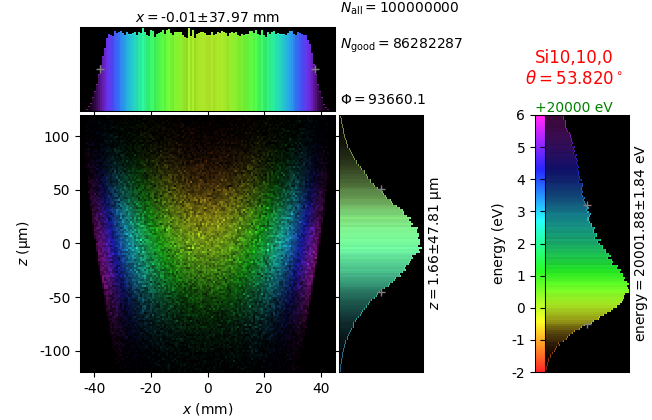 x = -0.01±37.97 mm
N_all = 100000000
N_good = 86282287
Φ = 93660.1
Si10,10,0
θ = 53.820°
+20000 eV
100
50
0
-50
-100
z (µm)
-40
-20
0
20
40
x (mm)
z = 1.66±47.81 µm
6
5
4
3
2
1
0
-1
-2
energy (eV)
energy = 20001.88±1.84 eV